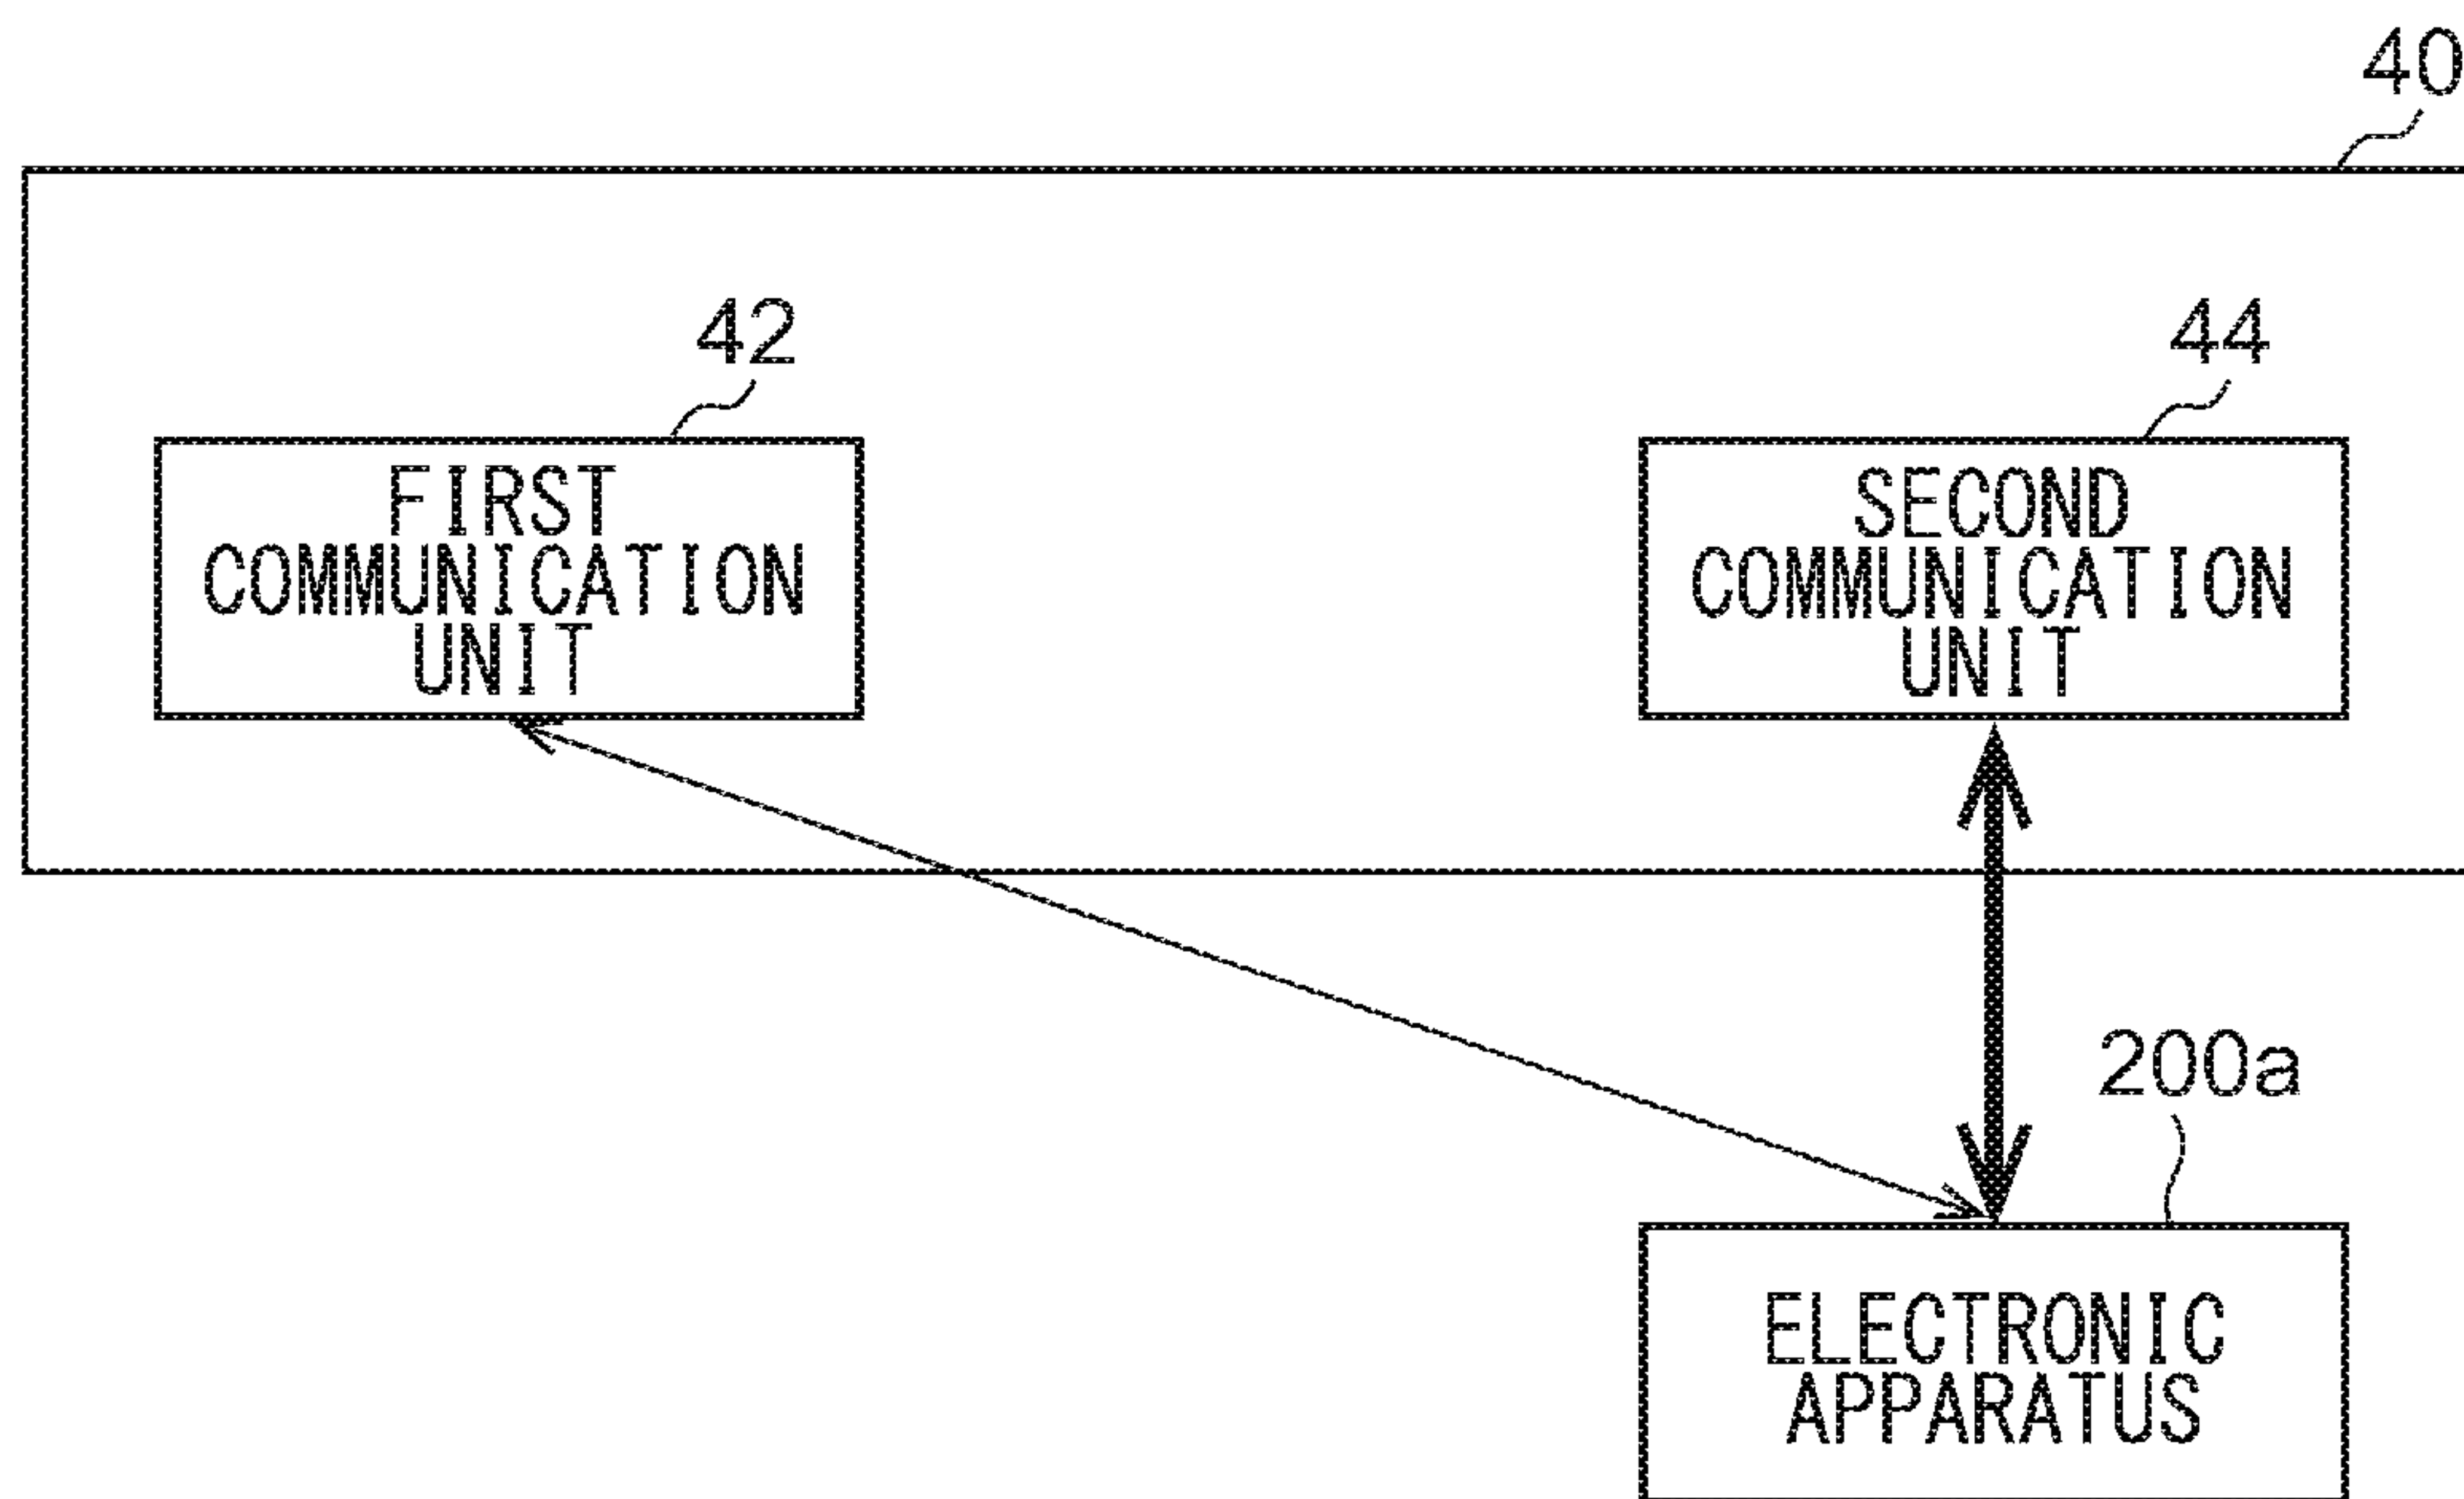 40
42
44
FIRST
COMMUNICATION
UNIT
SECOND
COMMUNICATION
UNIT
200a
ELECTRONIC
APPARATUS